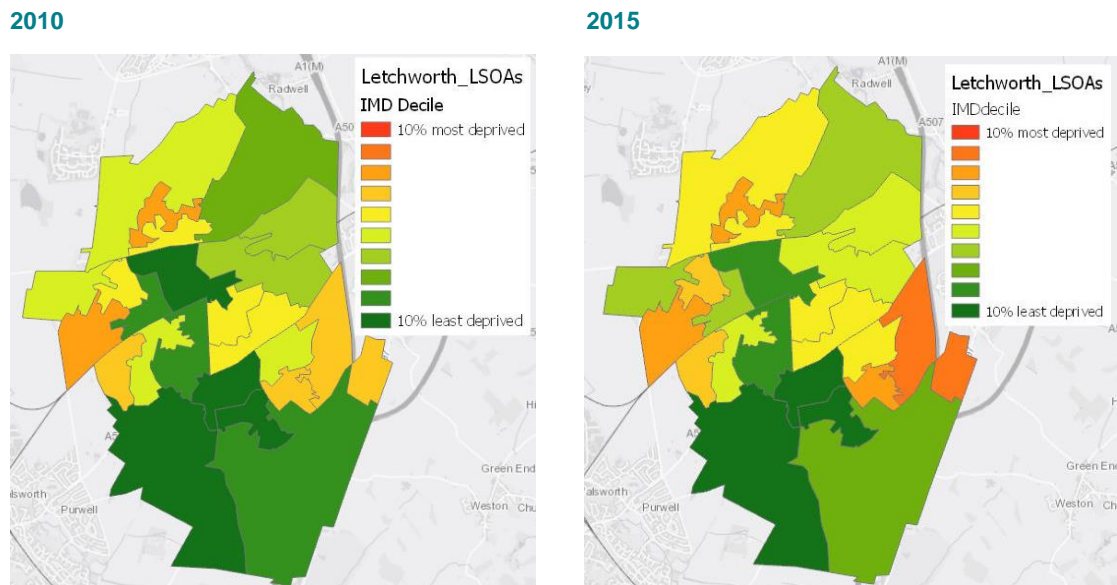 2010
2015
A1(M)
Radwell
Letchworth_LSOAs
IMD Decile
10% most deprived
10% least deprived
Green End
Weston
Purwell
A1(M)
Radwell
A507
Letchworth_LSOAs
IMDdecile
10% most deprived
10% least deprived
Green End
Weston
Purwell